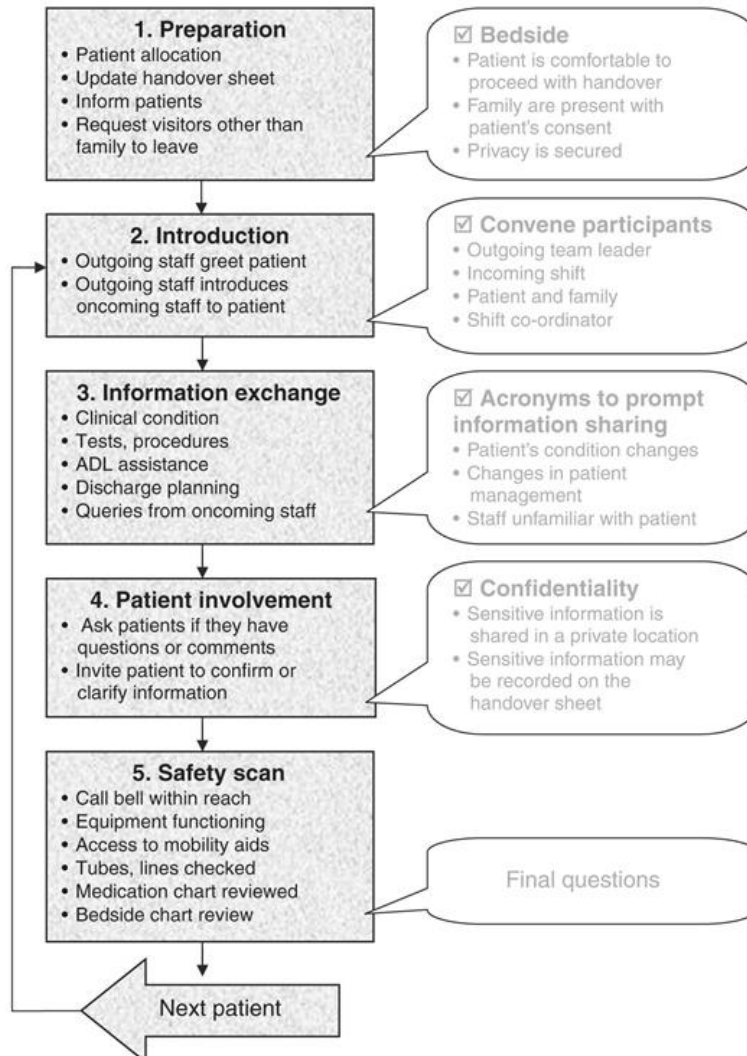 1. Preparation
• Patient allocation
• Update handover sheet
• Inform patients
• Request visitors other than
family to leave
☑ Bedside
• Patient is comfortable to
proceed with handover
• Family are present with
patient's consent
• Privacy is secured
2. Introduction
• Outgoing staff greet patient
• Outgoing staff introduces
oncoming staff to patient
☑ Convene participants
• Outgoing team leader
• Incoming shift
• Patient and family
• Shift co-ordinator
3. Information exchange
• Clinical condition
• Tests, procedures
• ADL assistance
• Discharge planning
• Queries from oncoming staff
☑ Acronyms to prompt
information sharing
• Patient's condition changes
• Changes in patient
management
• Staff unfamiliar with patient
4. Patient involvement
• Ask patients if they have
questions or comments
• Invite patient to confirm or
clarify information
☑ Confidentiality
• Sensitive information is
shared in a private location
• Sensitive information may
be recorded on the
handover sheet
5. Safety scan
• Call bell within reach
• Equipment functioning
• Access to mobility aids
• Tubes, lines checked
• Medication chart reviewed
• Bedside chart review
Final questions
Next patient